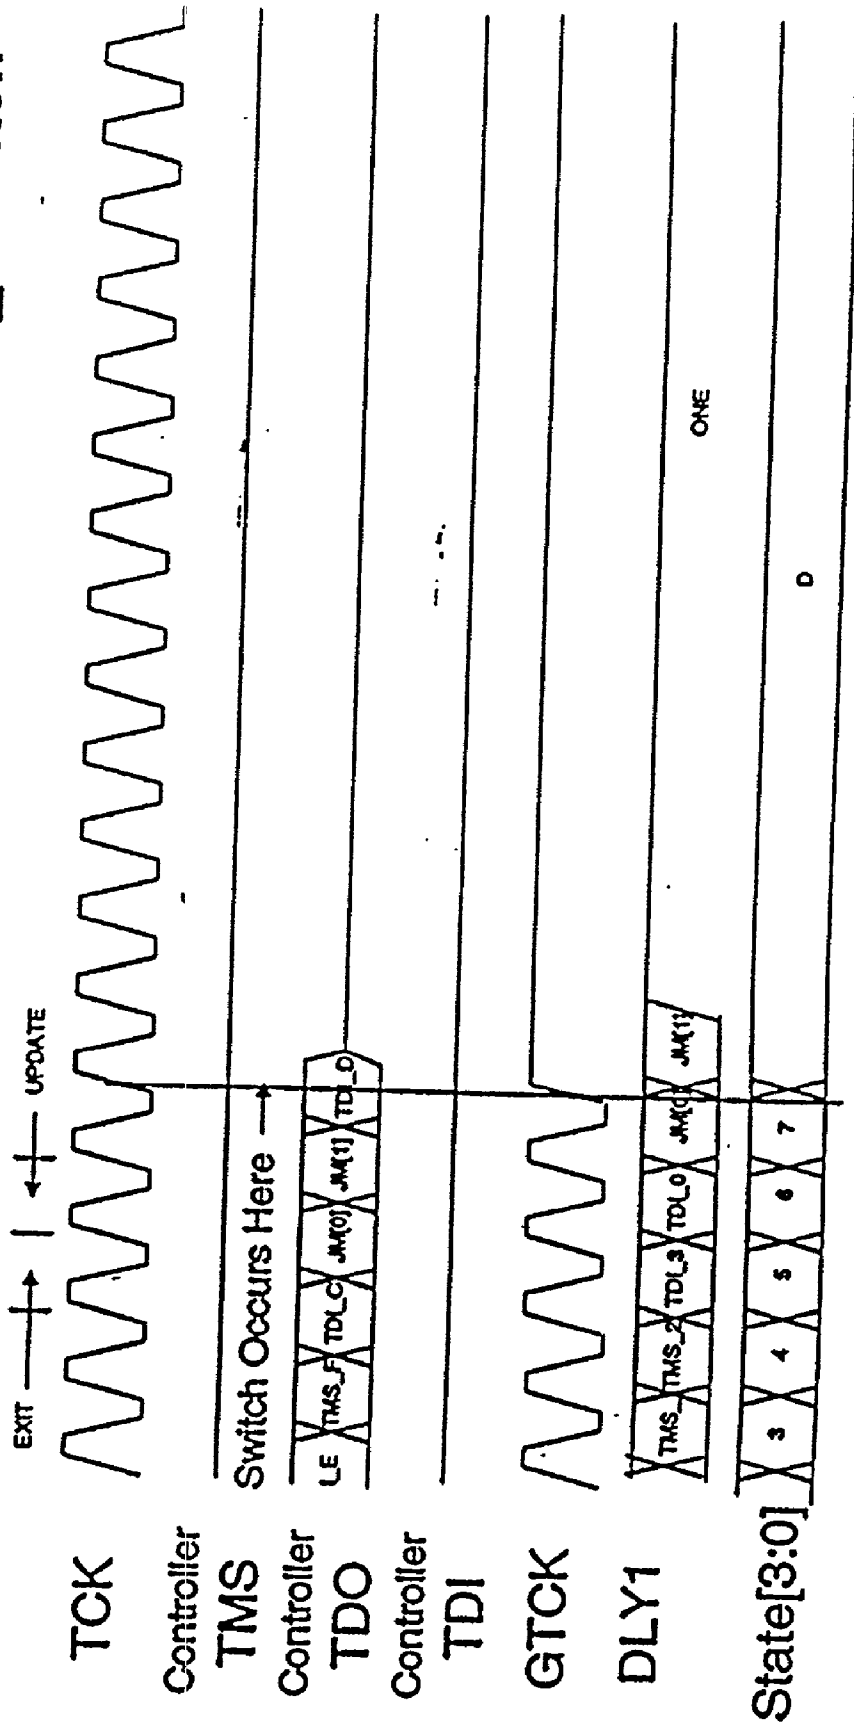 EXIT
UPDATE
TCK
Controller
TMS
Switch Occurs Here
Controller
TDO
LE TMS_F TDI_C JM[0] JM[1] TDI_D
Controller
TDI
GTCK
DLY1
TMS_ TMS_2 TDI_3 TDI_0 JM[0] JM[1]
ONE
State[3:0]
3 4 5 6 7
D